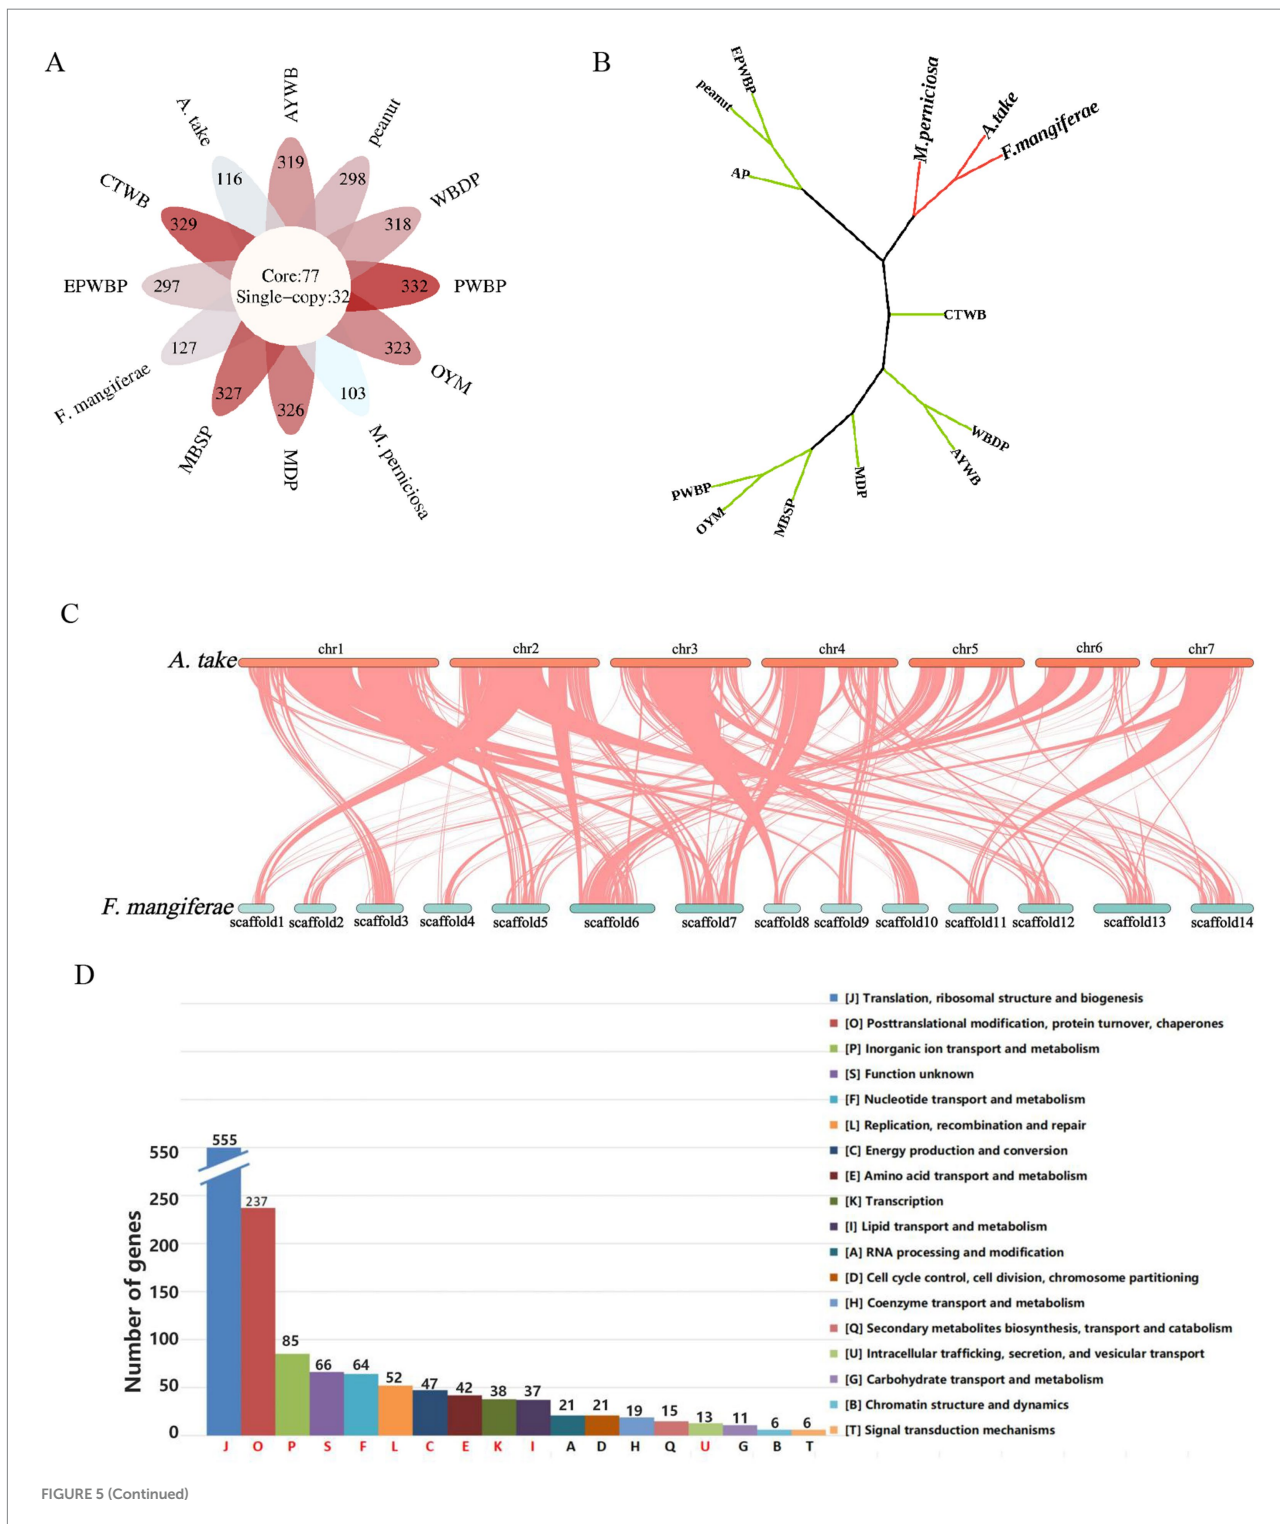 A
AYWB
319
peanut
298
WBDP
318
PWBP
332
OYM
323
M. perniciosa
103
MDP
326
MBSP
327
F. mangiferae
127
EPWBP
297
CTWB
329
A. take
116
Core:77
Single–copy:32
B
EPWBP
peanut
AP
M.perniciosa
A.take
F.mangiferae
CTWB
WBDP
AYWB
MDP
MBSP
OYM
PWBP
C
A. take
chr1 chr2 chr3 chr4 chr5 chr6 chr7
F. mangiferae
scaffold1 scaffold2 scaffold3 scaffold4 scaffold5 scaffold6 scaffold7 scaffold8 scaffold9 scaffold10 scaffold11 scaffold12 scaffold13 scaffold14
D
Number of genes
550
250
200
150
100
50
0
555 237 85 66 64 52 47 42 38 37 21 21 19 15 13 11 6 6
J O P S F L C E K I A D H Q U G B T
[J] Translation, ribosomal structure and biogenesis
[O] Posttranslational modification, protein turnover, chaperones
[P] Inorganic ion transport and metabolism
[S] Function unknown
[F] Nucleotide transport and metabolism
[L] Replication, recombination and repair
[C] Energy production and conversion
[E] Amino acid transport and metabolism
[K] Transcription
[I] Lipid transport and metabolism
[A] RNA processing and modification
[D] Cell cycle control, cell division, chromosome partitioning
[H] Coenzyme transport and metabolism
[Q] Secondary metabolites biosynthesis, transport and catabolism
[U] Intracellular trafficking, secretion, and vesicular transport
[G] Carbohydrate transport and metabolism
[B] Chromatin structure and dynamics
[T] Signal transduction mechanisms
FIGURE 5 (Continued)